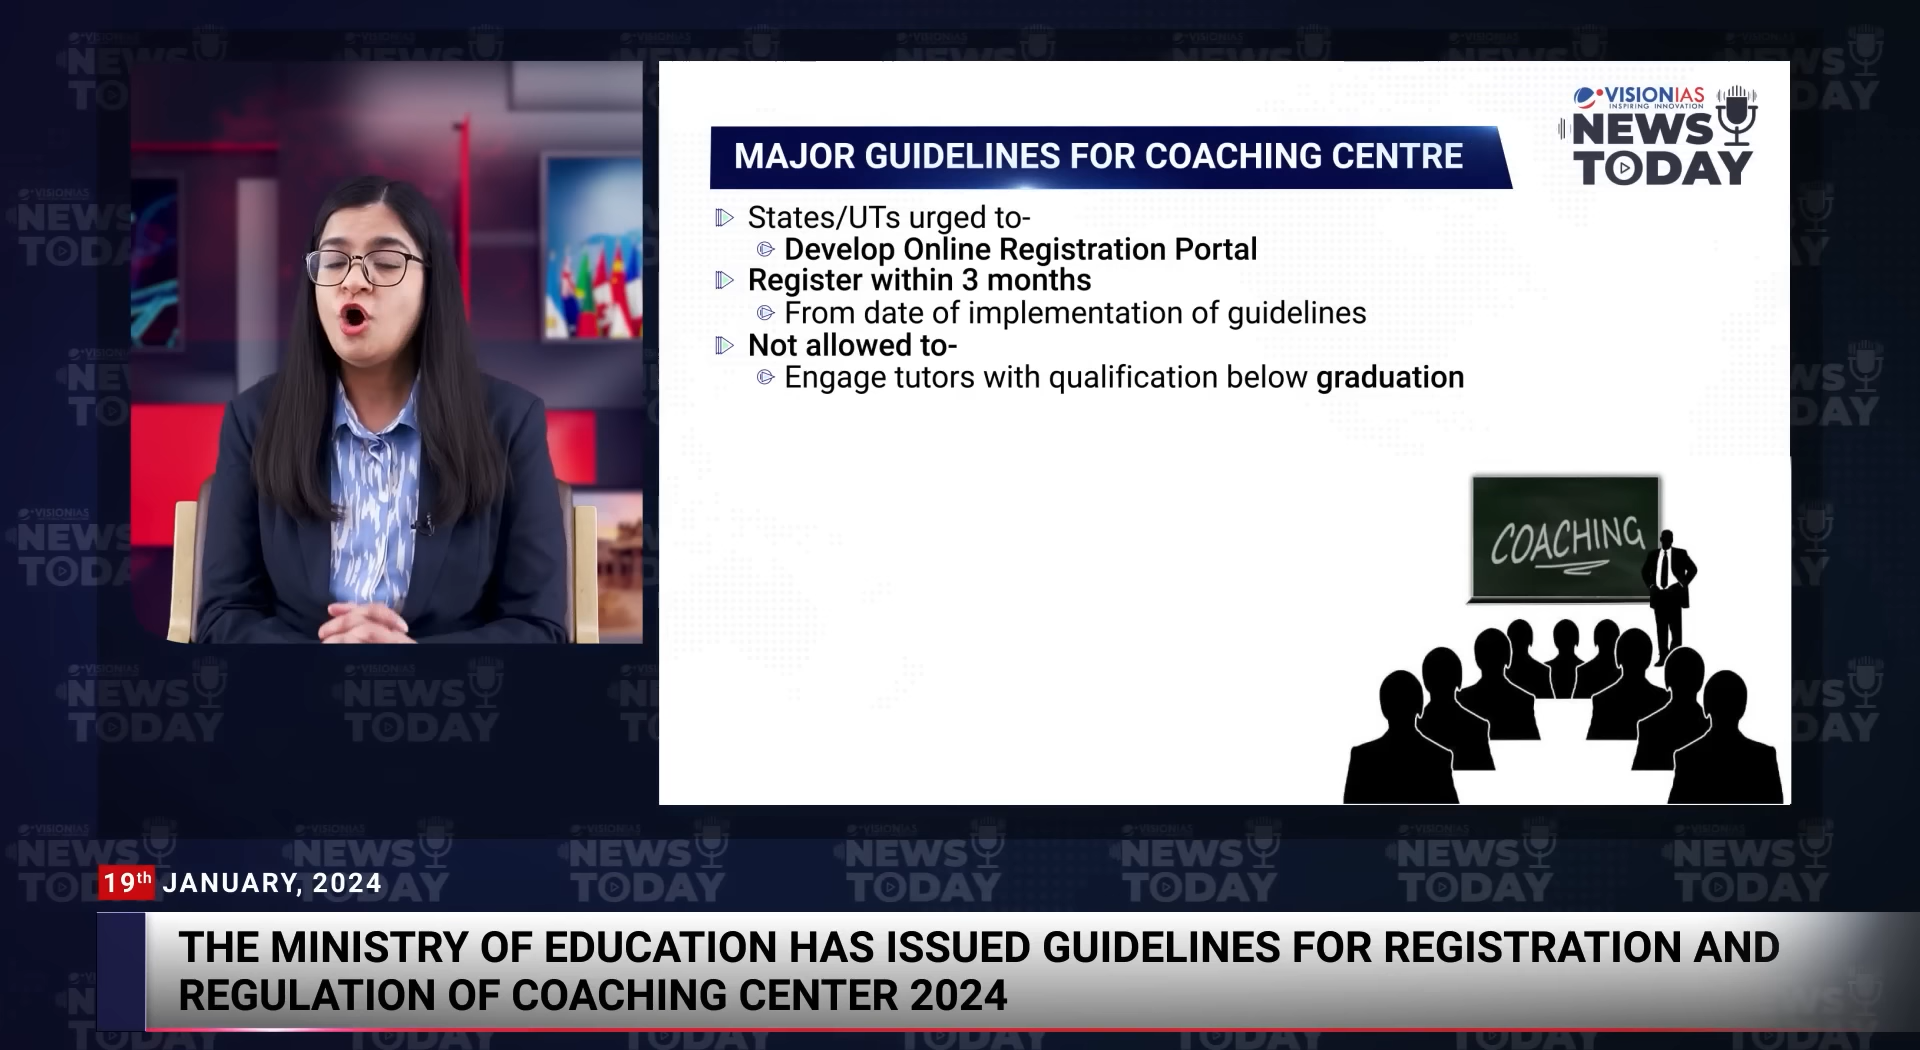 VISIONIAS
INSPIRING INNOVATION
NEWS
TODAY
MAJOR GUIDELINES FOR COACHING CENTRE
States/UTs urged to-
Develop Online Registration Portal
Register within 3 months
From date of implementation of guidelines
Not allowed to-
Engage tutors with qualification below graduation
COACHING
19th JANUARY, 2024
THE MINISTRY OF EDUCATION HAS ISSUED GUIDELINES FOR REGISTRATION AND
REGULATION OF COACHING CENTER 2024